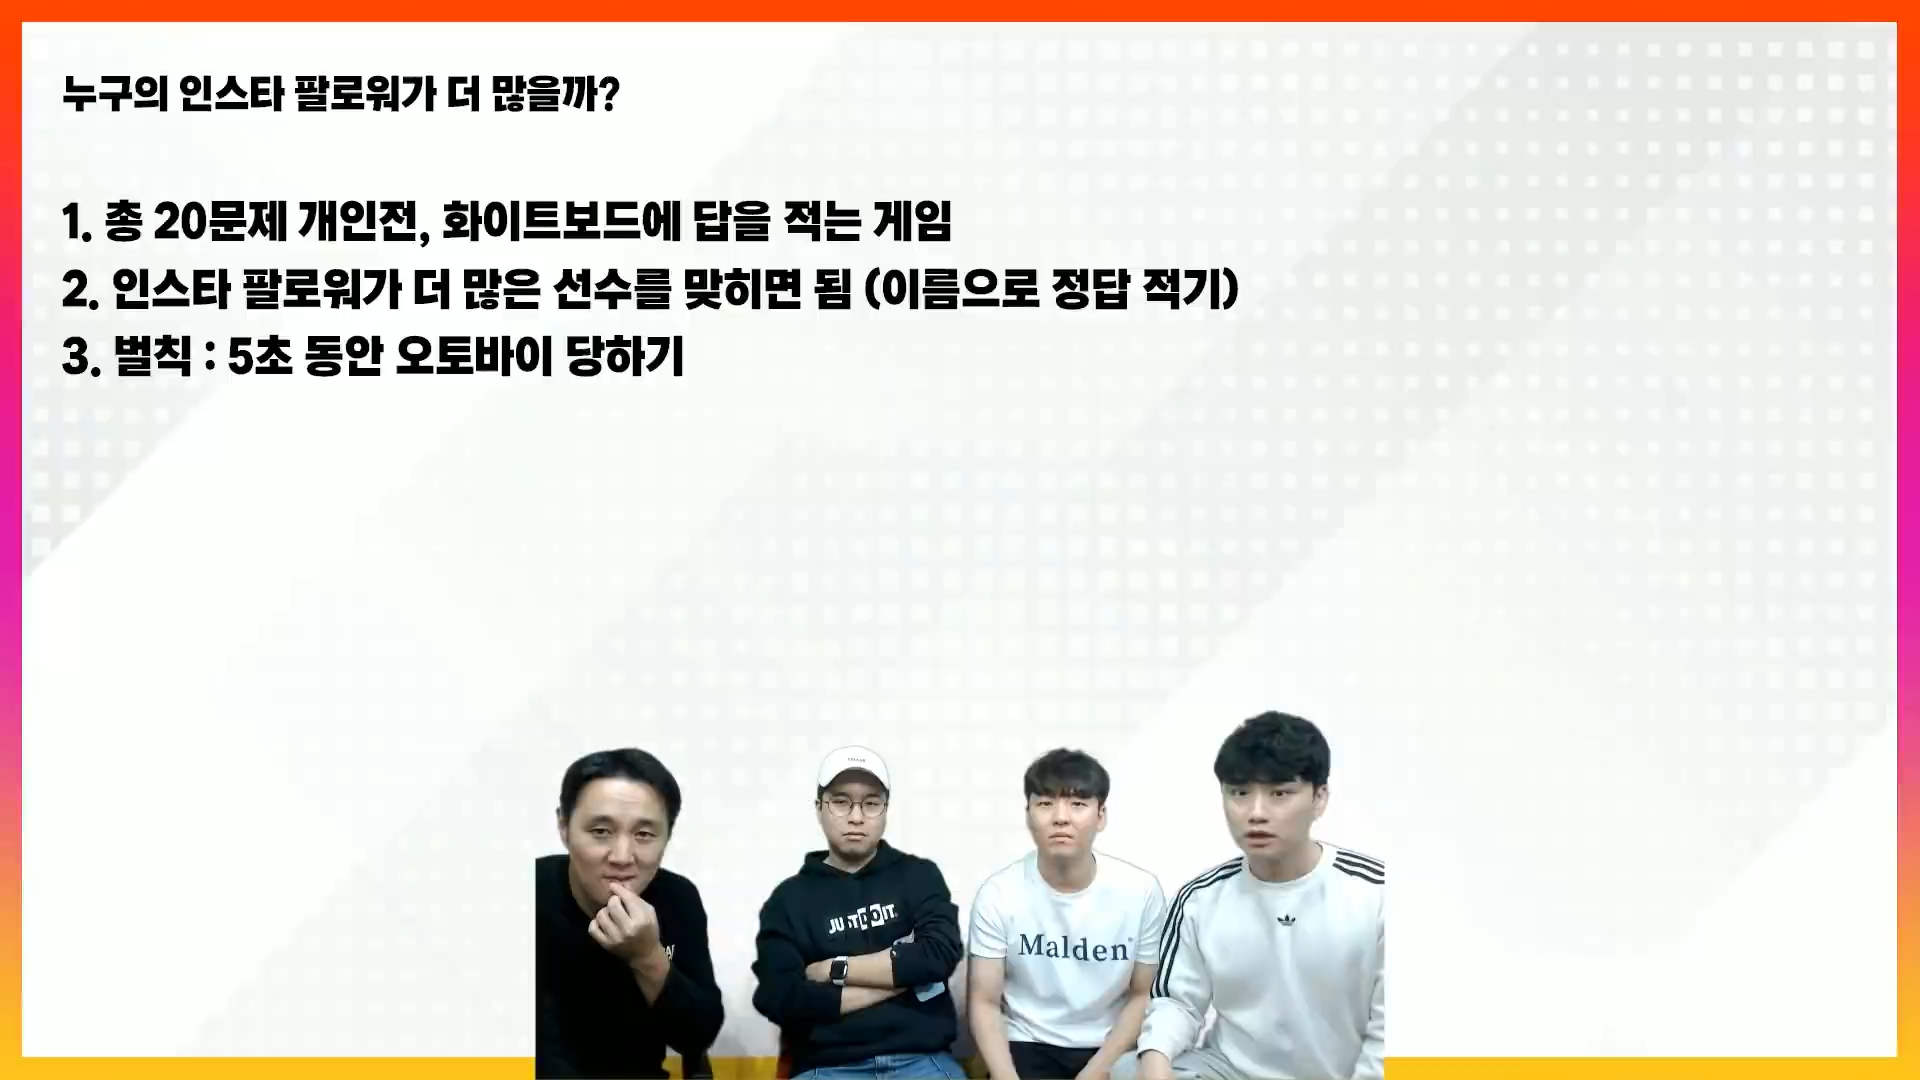 누구의 인스타 팔로워가 더 많을까?
1. 총 20문제 개인전, 화이트보드에 답을 적는 게임
2. 인스타 팔로워가 더 많은 선수를 맞히면 됨 (이름으로 정답 적기)
3. 벌칙 : 5초 동안 오토바이 당하기
JUST DO IT.
Malden